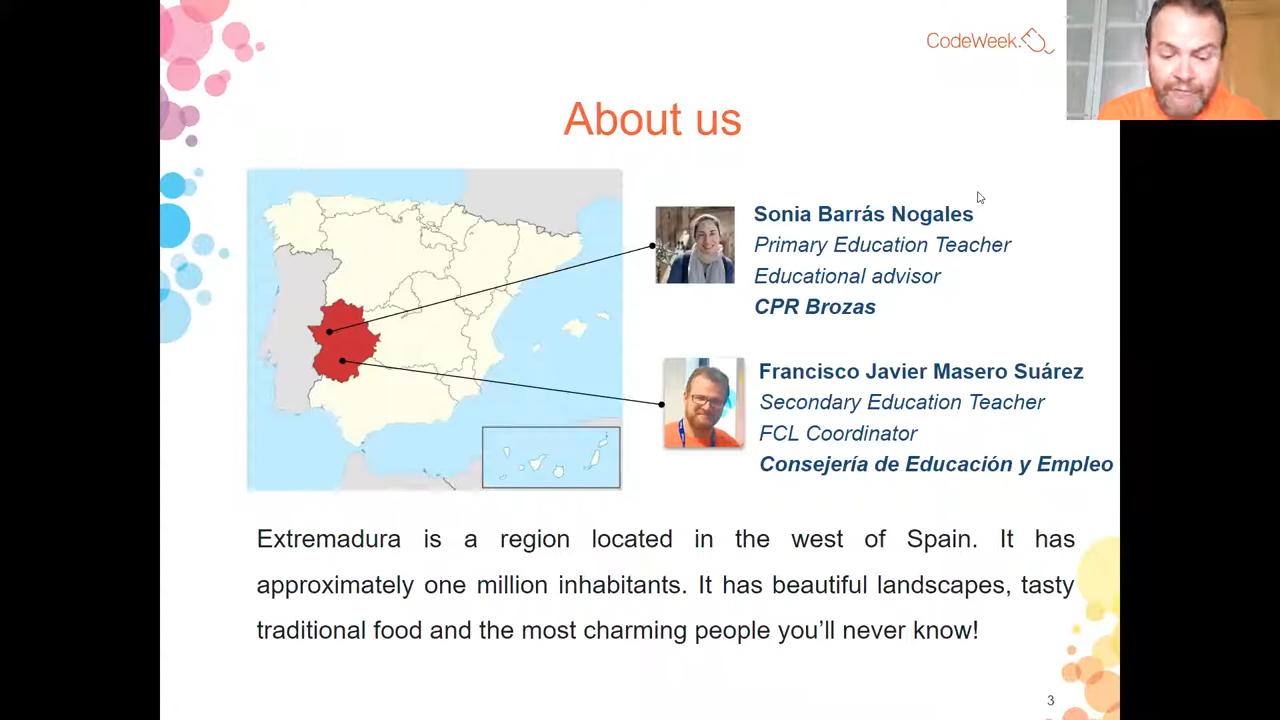 CodeWeek.
About us
Sonia Barrás Nogales
Primary Education Teacher
Educational advisor
CPR Brozas
Francisco Javier Masero Suárez
Secondary Education Teacher
FCL Coordinator
Consejería de Educación y Empleo
Extremadura is a region located in the west of Spain. It has
approximately one million inhabitants. It has beautiful landscapes, tasty
traditional food and the most charming people you’ll never know!
3